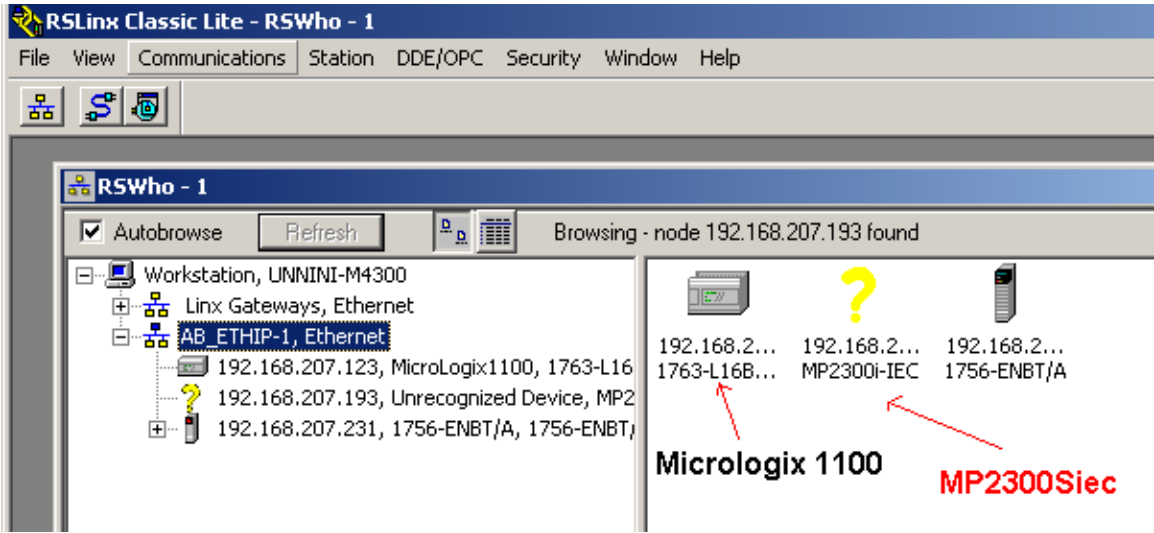 RSLinx Classic Lite - RSWho - 1
File View Communications Station DDE/OPC Security Window Help
RSWho - 1
Autobrowse Refresh Browsing - node 192.168.207.193 found
Workstation, UNNINI-M4300
Linx Gateways, Ethernet
AB_ETHIP-1, Ethernet
192.168.207.123, MicroLogix1100, 1763-L16
192.168.207.193, Unrecognized Device, MP2
192.168.207.231, 1756-ENBT/A, 1756-ENBT/
192.168.2... 192.168.2... 192.168.2...
1763-L16B... MP2300i-IEC 1756-ENBT/A
Micrologix 1100
MP2300Siec